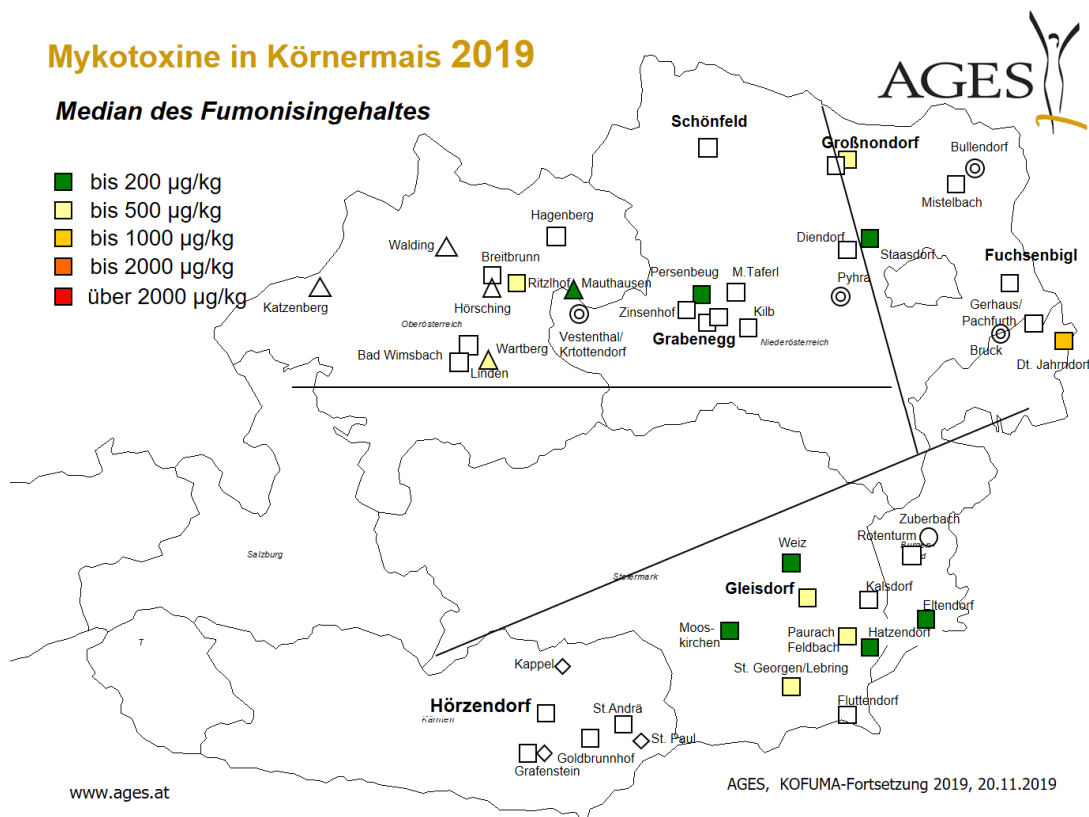 Mykotoxine in Körnermais 2019
AGES
Median des Fumonisingehaltes
bis 200 µg/kg
bis 500 µg/kg
bis 1000 µg/kg
bis 2000 µg/kg
über 2000 µg/kg
Schönfeld
Großnondorf
Bullendorf
Mistelbach
Hagenberg
Walding
Breitbrunn
Diendorf
Staasdorf
Fuchsenbigl
Katzenberg
Hörsching
Ritzlhof
Mauthausen
Persenbeug
M.Taferl
Pyhra
Zinsenhof
Kilb
Gerhaus/
Pachfurth
Oberösterreich
Vestenthal/
Krtottendorf
Grabenegg
Niederösterreich
Bruck
Bad Wimsbach
Wartberg
Linden
Dt. Jahrndorf
Zuberbach
Rotenturm
Salzburg
Weiz
Steiermark
Gleisdorf
Kalsdorf
Eltendorf
Moos-
kirchen
Paurach
Feldbach
Hatzendorf
T
Kappel
St. Georgen/Lebring
Hörzendorf
St.Andrä
Fluttendorf
Kärnten
St. Paul
Goldbrunnhof
Grafenstein
www.ages.at
AGES, KOFUMA-Fortsetzung 2019, 20.11.2019